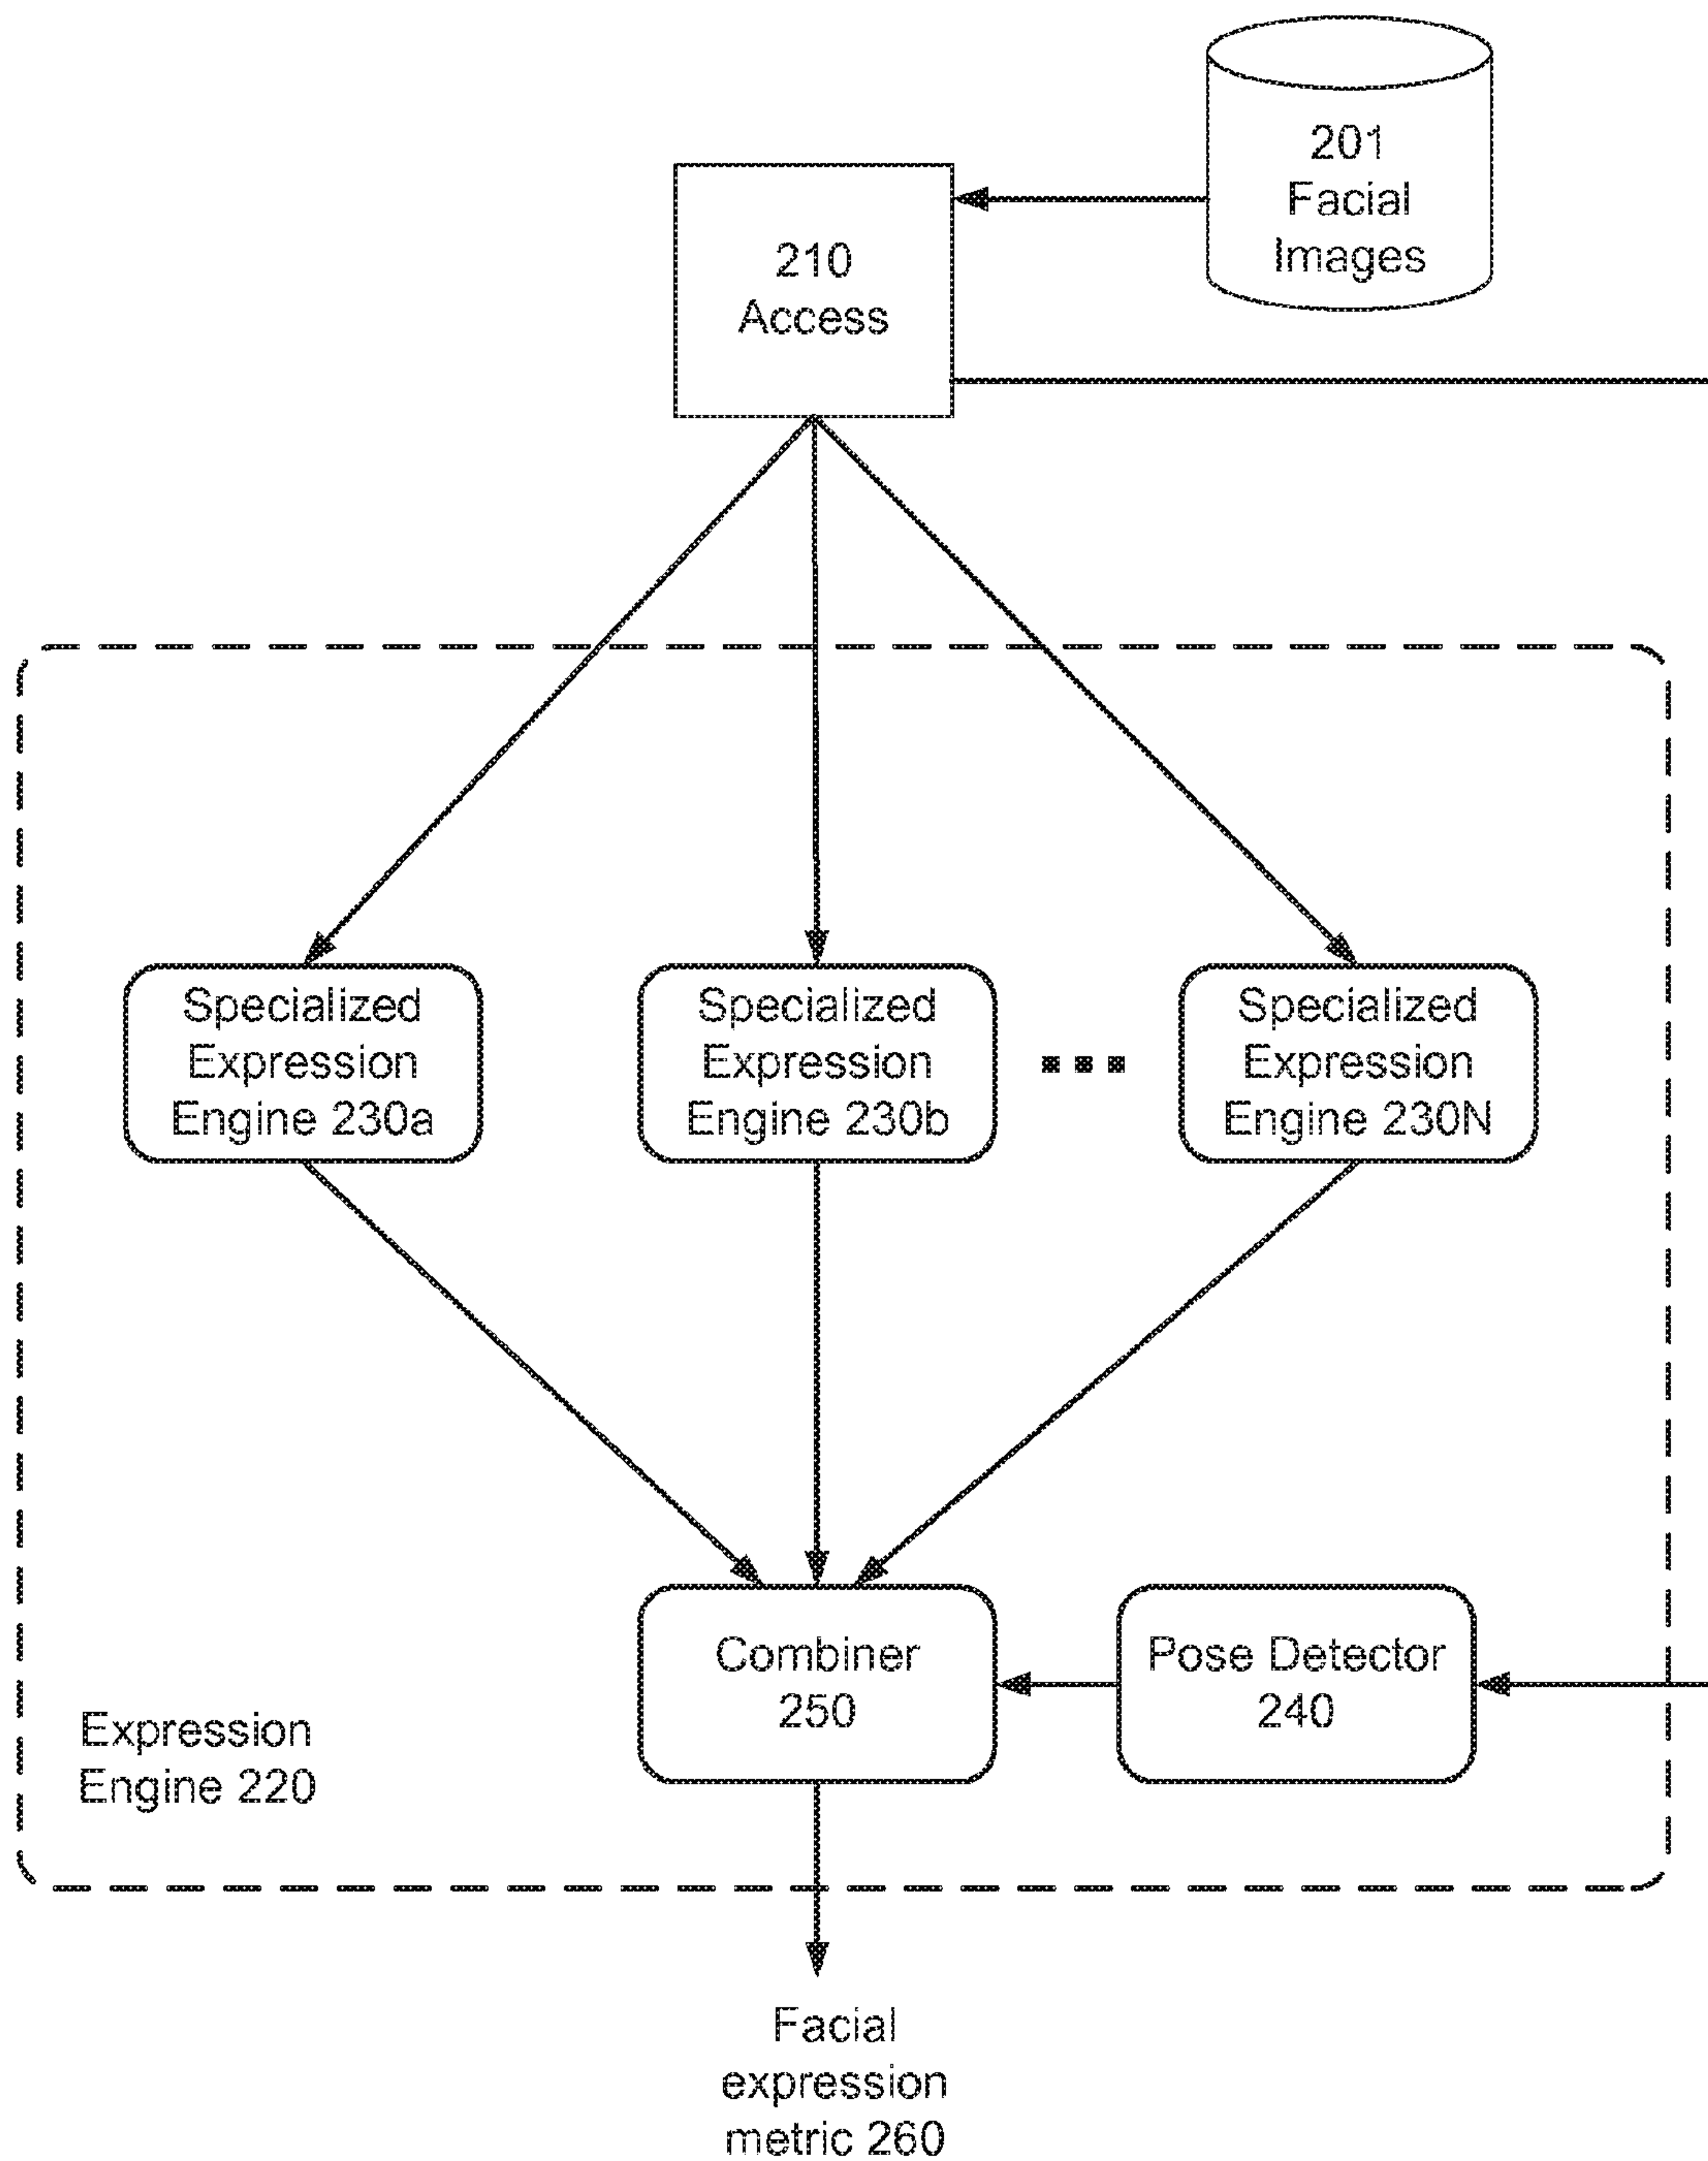 201
Facial
Images
210
Access
Specialized
Expression
Engine 230a
Specialized
Expression
Engine 230b
Specialized
Expression
Engine 230N
Combiner
250
Pose Detector
240
Expression
Engine 220
Facial
expression
metric 260